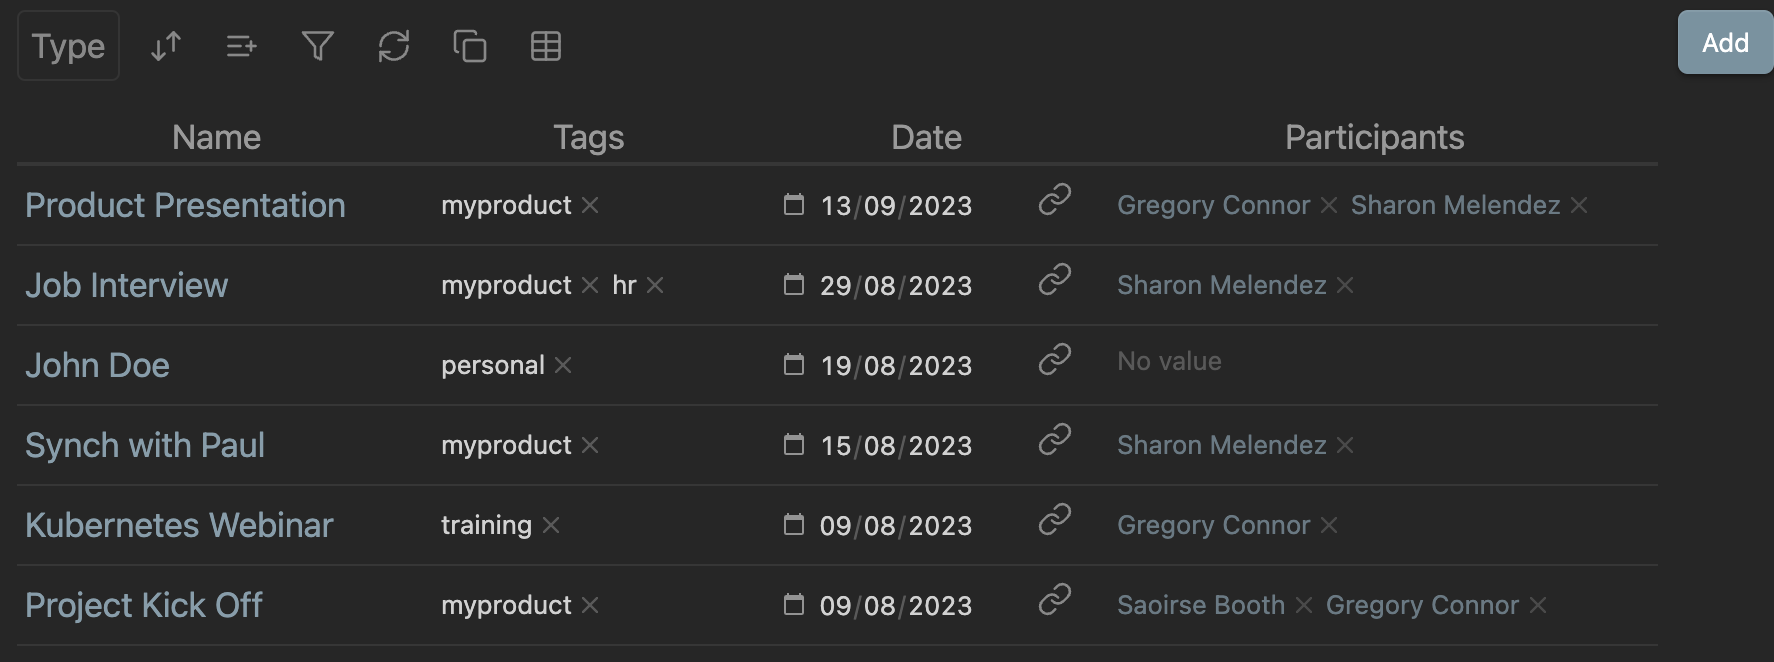 Type
Add
Name Tags Date Participants
Product Presentation myproduct 13/09/2023 Gregory Connor Sharon Melendez
Job Interview myproduct hr 29/08/2023 Sharon Melendez
John Doe personal 19/08/2023 No value
Synch with Paul myproduct 15/08/2023 Sharon Melendez
Kubernetes Webinar training 09/08/2023 Gregory Connor
Project Kick Off myproduct 09/08/2023 Saoirse Booth Gregory Connor